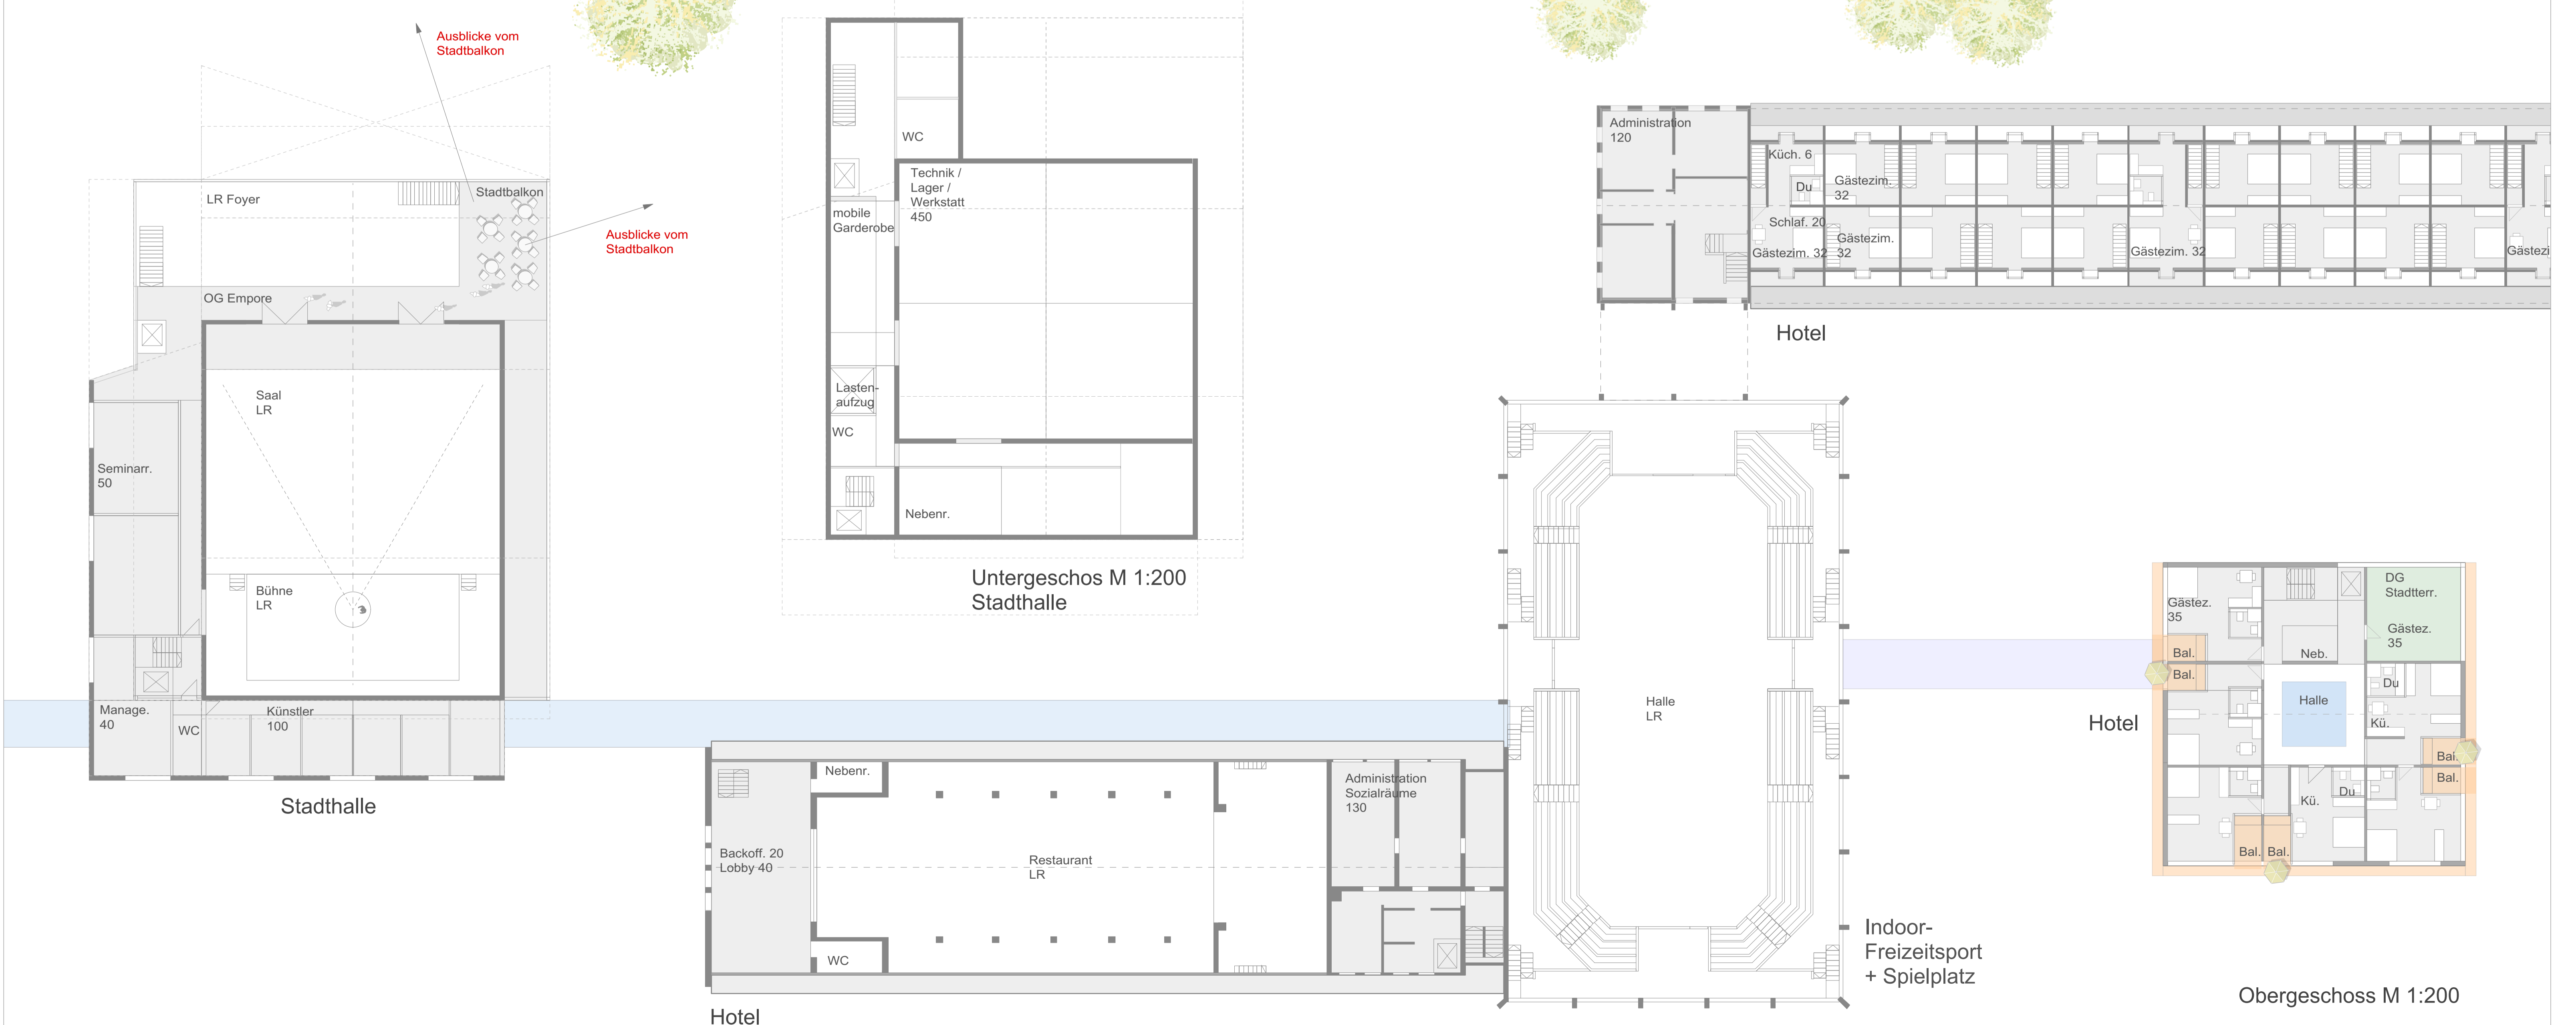 Ausblicke vom
Stadtbalkon
LR Foyer
Stadtbalkon
Ausblicke vom
Stadtbalkon
OG Empore
Saal
LR
Seminarr.
50
Bühne
LR
Manage.
40
WC
Künstler
100
Stadthalle
WC
Technik /
Lager /
Werkstatt
450
mobile
Garderobe
Lasten-
aufzug
WC
Nebenr.
Untergeschos M 1:200
Stadthalle
Administration
120
Küch. 6
Du
Gästezim.
32
Schlaf. 20
Gästezim. 32
Gästezim.
32
Gästezim. 32
Gästezi
Hotel
Nebenr.
Backoff. 20
Lobby 40
Restaurant
LR
WC
Administration
Sozialräume
130
Hotel
Halle
LR
Indoor-
Freizeitsport
+ Spielplatz
Gästez.
35
DG
Stadtterr.
Gästez.
35
Neb.
Bal.
Bal.
Du
Halle
Kü.
Hotel
Bal.
Bal.
Du
Kü.
Bal.
Bal.
Obergeschoss M 1:200